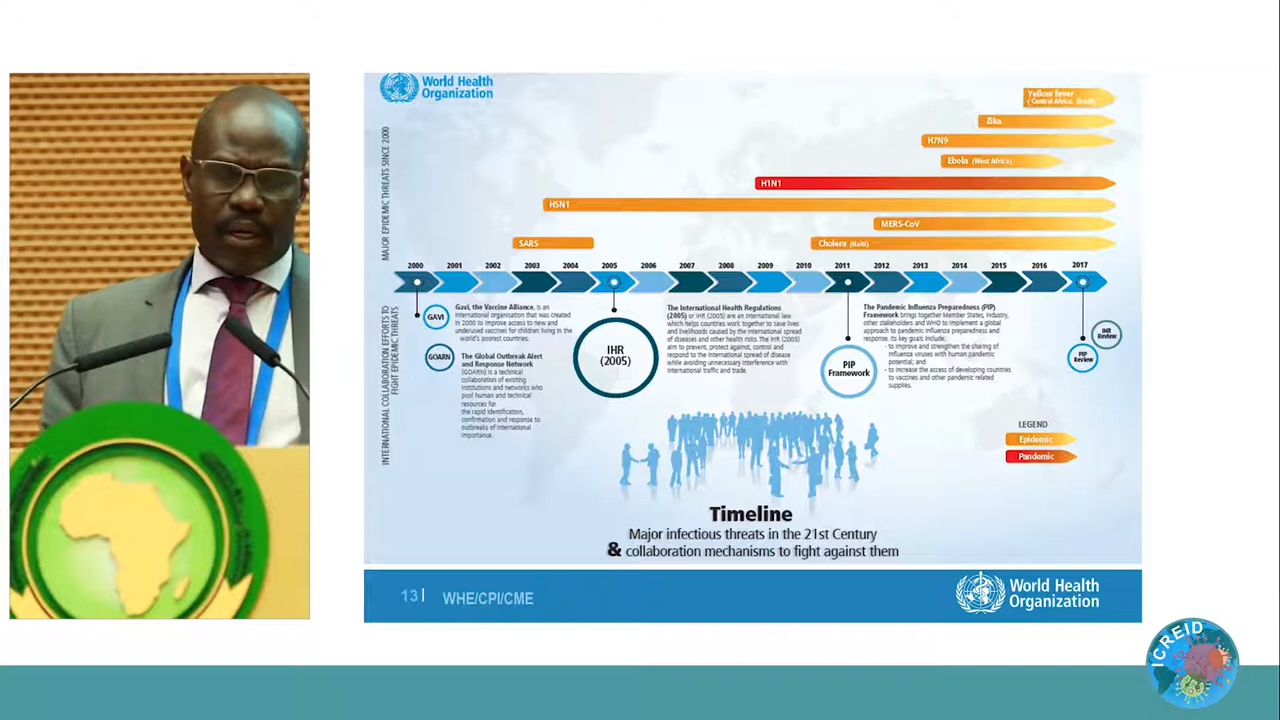 World Health
Organization
MAJOR EPIDEMIC THREATS SINCE 2000
Yellow fever
(Central Africa, Brazil)
Zika
H7N9
Ebola (West Africa)
H1N1
H5N1
MERS-CoV
SARS
Cholera (Haiti)
2000 2001 2002 2003 2004 2005 2006 2007 2008 2009 2010 2011 2012 2013 2014 2015 2016 2017
INTERNATIONAL COLLABORATION EFFORTS TO
FIGHT EPIDEMIC THREATS
GAVI
Gavi, the Vaccine Alliance, is an
international organisation that was created
in 2000 to improve access to new and
underused vaccines for children living in the
world's poorest countries.
GOARN
The Global Outbreak Alert
and Response Network
(GOARN) is a technical
collaboration of existing
institutions and networks who
pool human and technical
resources for
the rapid identification,
confirmation and response to
outbreaks of international
importance.
IHR
(2005)
The International Health Regulations
(2005) or IHR (2005) are an international law
which helps countries work together to save lives
and livelihoods caused by the international spread
of diseases and other health risks. The IHR (2005)
aim to prevent, protect against, control and
respond to the international spread of disease
while avoiding unnecessary interference with
international traffic and trade.
PIP
Framework
The Pandemic Influenza Preparedness (PIP)
Framework brings together Member States, industry,
other stakeholders and WHO to implement a global
approach to pandemic influenza preparedness and
response. Its key goals include:
- to improve and strengthen the sharing of
influenza viruses with human pandemic
potential; and
- to increase the access of developing countries
to vaccines and other pandemic related
supplies.
IHR
Review
PIP
Review
LEGEND
Epidemic
Pandemic
Timeline
Major infectious threats in the 21st Century
& collaboration mechanisms to fight against them
13 | WHE/CPI/CME
World Health
Organization
ICREID